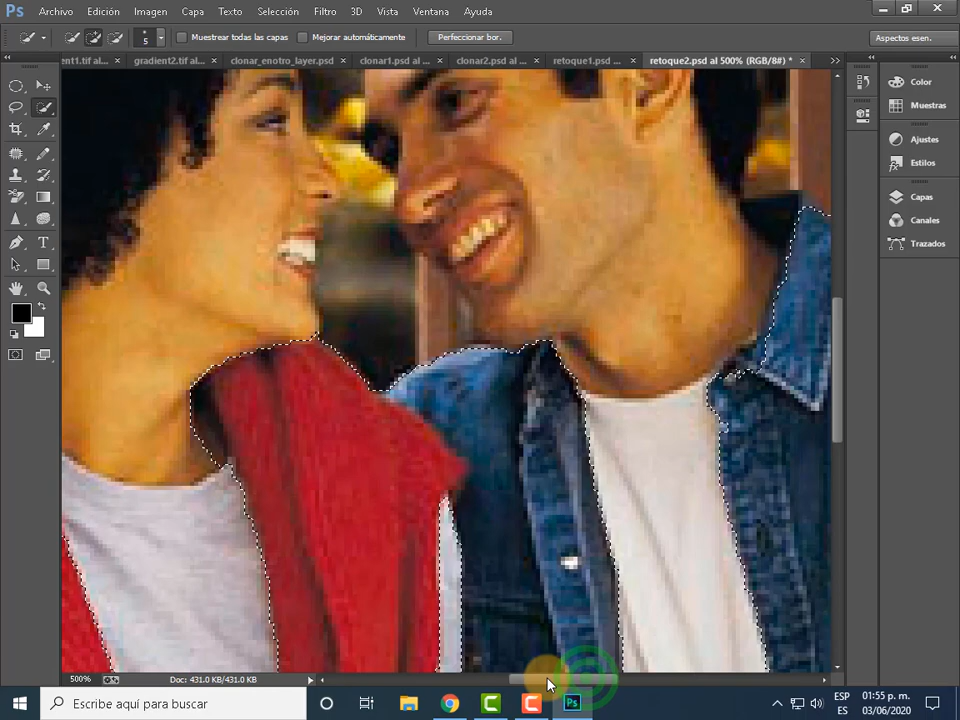 Ps Archivo Edición Imagen Capa Texto Selección Filtro 3D Vista Ventana Ayuda
5 Muestrear todas las capas Mejorar automáticamente Perfeccionar bor. Aspectos esen.
ent1.tif al... × gradient2.tif al... × clonar_enotro_layer.psd × clonar1.psd al ... × clonar2.psd al ... × retoque1.psd ... × retoque2.psd al 500% (RGB/8#) * ×
Color
Muestras
Ajustes
Estilos
Capas
Canales
Trazados
T
500% Doc: 431.0 KB/431.0 KB
Escribe aquí para buscar
Ps
ESP 01:55 p. m.
ES 03/06/2020